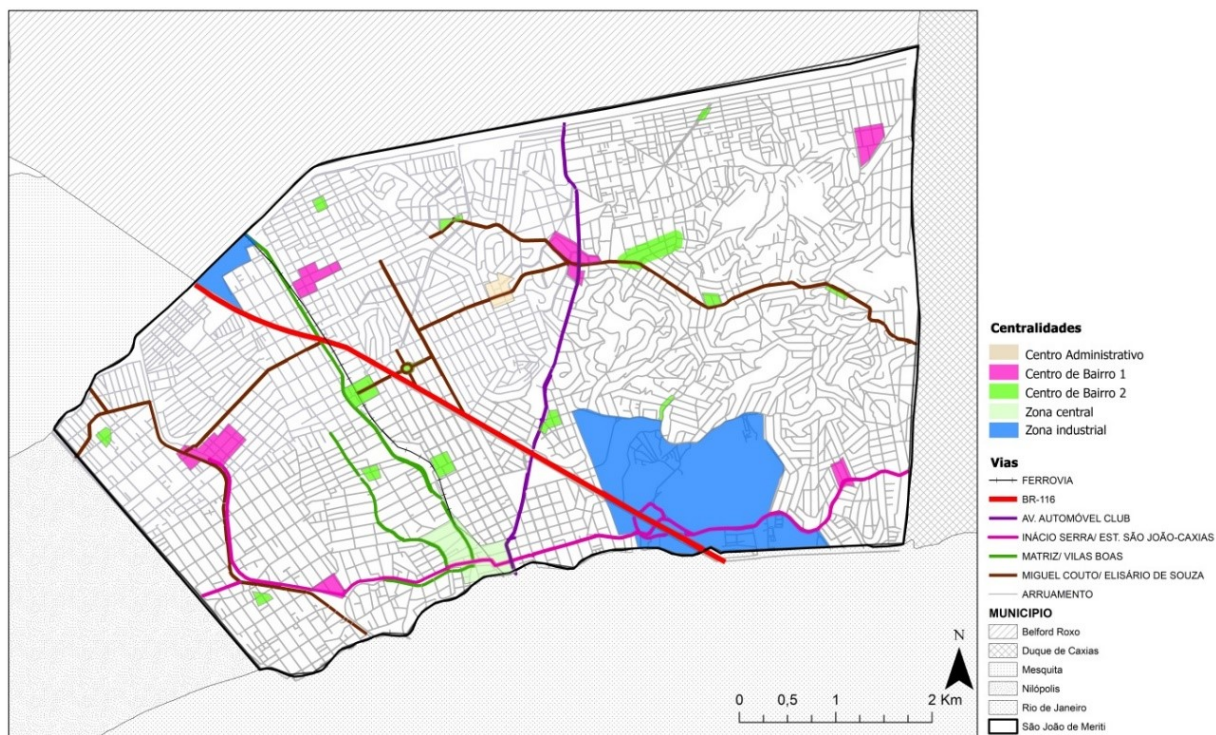 Centralidades
Centro Administrativo
Centro de Bairro 1
Centro de Bairro 2
Zona central
Zona industrial
Vias
FERROVIA
BR-116
AV. AUTOMÓVEL CLUB
INÁCIO SERRA/ EST. SÃO JOÃO-CAXIAS
MATRIZ/ VILAS BOAS
MIGUEL COUTO/ ELISÁRIO DE SOUZA
ARRUAMENTO
MUNICIPIO
Belford Roxo
Duque de Caxias
Mesquita
Nilópolis
Rio de Janeiro
São João de Meriti
N
0 0,5 1 2 Km